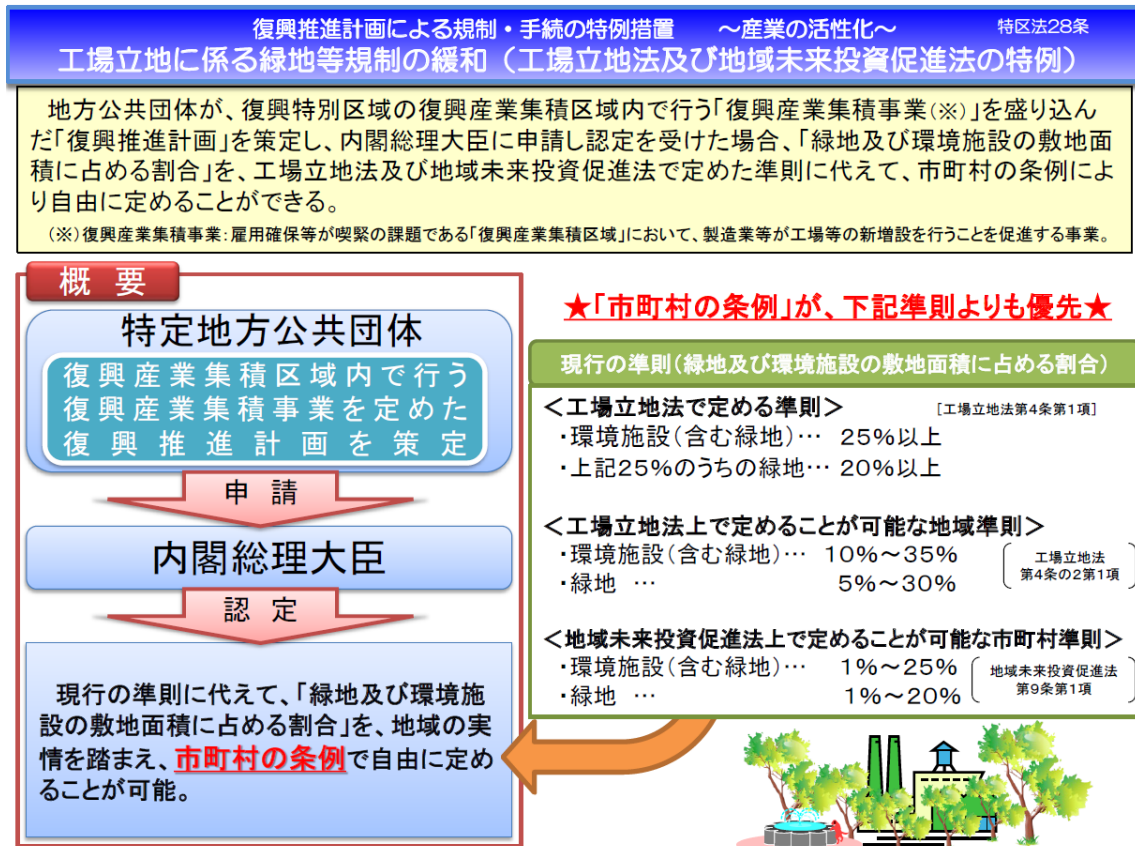 復興推進計画による規制・手続の特例措置　～産業の活性化～　特区法28条
工場立地に係る緑地等規制の緩和（工場立地法及び地域未来投資促進法の特例）
地方公共団体が、復興特別区域の復興産業集積区域内で行う「復興産業集積事業(※)」を盛り込ん
だ「復興推進計画」を策定し、内閣総理大臣に申請し認定を受けた場合、「緑地及び環境施設の敷地面
積に占める割合」を、工場立地法及び地域未来投資促進法で定めた準則に代えて、市町村の条例によ
り自由に定めることができる。
(※)復興産業集積事業：雇用確保等が喫緊の課題である「復興産業集積区域」において、製造業等が工場等の新増設を行うことを促進する事業。
概　要
特定地方公共団体
復興産業集積区域内で行う
復興産業集積事業を定めた
復興推進計画を策定
申　請
内閣総理大臣
認　定
現行の準則に代えて、「緑地及び環境施
設の敷地面積に占める割合」を、地域の実
情を踏まえ、市町村の条例で自由に定め
ることが可能。
★「市町村の条例」が、下記準則よりも優先★
現行の準則(緑地及び環境施設の敷地面積に占める割合)
＜工場立地法で定める準則＞　[工場立地法第4条第1項]
・環境施設(含む緑地)… 25%以上
・上記25%のうちの緑地… 20%以上
＜工場立地法上で定めることが可能な地域準則＞
・環境施設(含む緑地)… 10%～35%
・緑地 … 5%～30%
工場立地法
第4条の2第1項
＜地域未来投資促進法上で定めることが可能な市町村準則＞
・環境施設(含む緑地)… 1%～25%
・緑地 … 1%～20%
地域未来投資促進法
第9条第1項